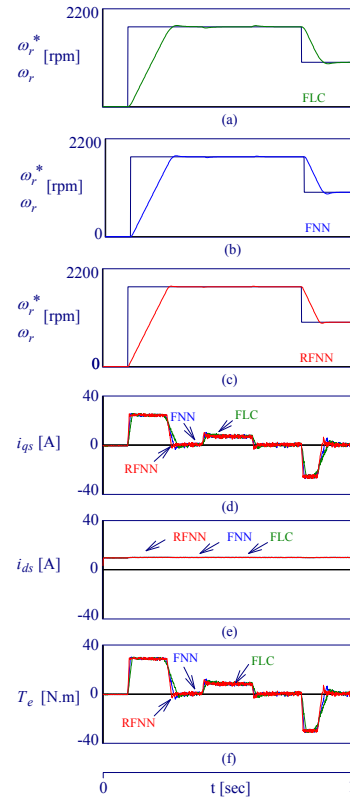 2200
ω_r* [rpm]
ω_r
FLC
(a)
2200
ω_r* [rpm]
ω_r
0
FNN
(b)
2200
ω_r* [rpm]
ω_r
0
RFNN
(c)
40
FNN
FLC
i_qs [A]
0
RFNN
-40
(d)
40
RFNN FNN FLC
i_ds [A]
0
-40
(e)
40
FNN
FLC
T_e [N.m]
0
RFNN
-40
(f)
0 t [sec]